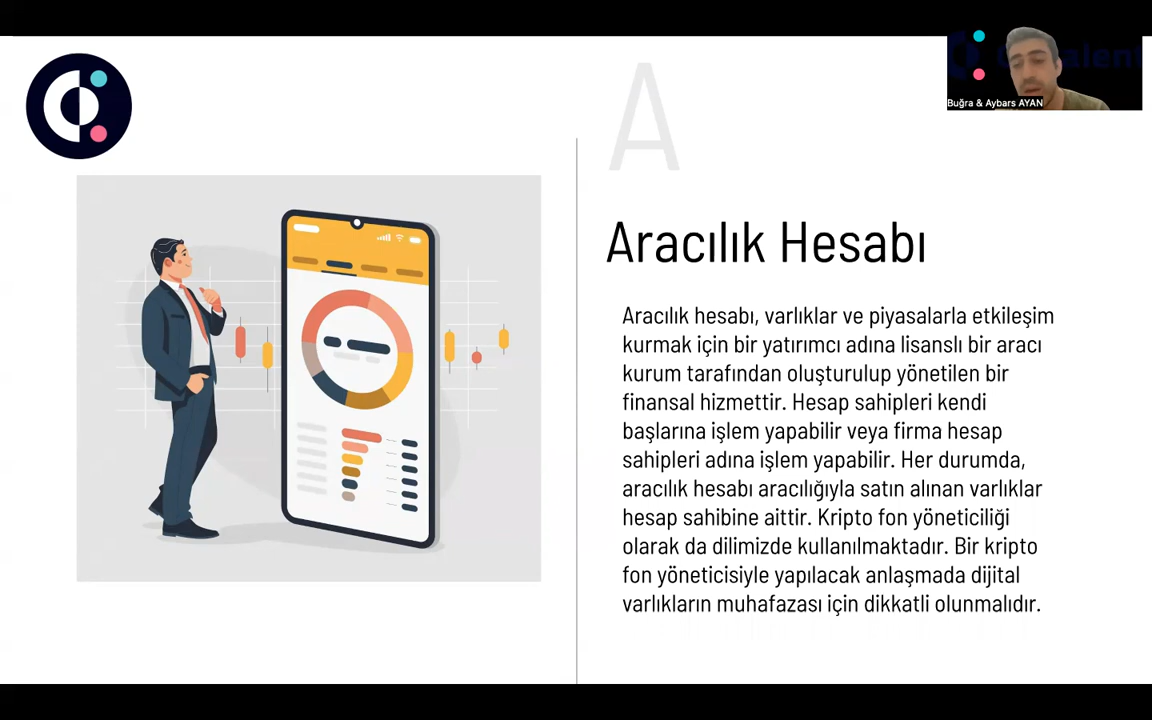 A
Buğra & Aybars AYAN
Aracılık Hesabı
Aracılık hesabı, varlıklar ve piyasalarla etkileşim
kurmak için bir yatırımcı adına lisanslı bir aracı
kurum tarafından oluşturulup yönetilen bir
finansal hizmettir. Hesap sahipleri kendi
başlarına işlem yapabilir veya firma hesap
sahipleri adına işlem yapabilir. Her durumda,
aracılık hesabı aracılığıyla satın alınan varlıklar
hesap sahibine aittir. Kripto fon yöneticiliği
olarak da dilimizde kullanılmaktadır. Bir kripto
fon yöneticisiyle yapılacak anlaşmada dijital
varlıkların muhafazası için dikkatli olunmalıdır.